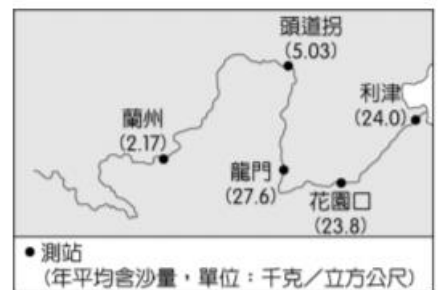 頭道拐
(5.03)
利津
(24.0)
蘭州
(2.17)
龍門
(27.6)
花園口
(23.8)
●測站
(年平均含沙量，單位：千克／立方公尺)